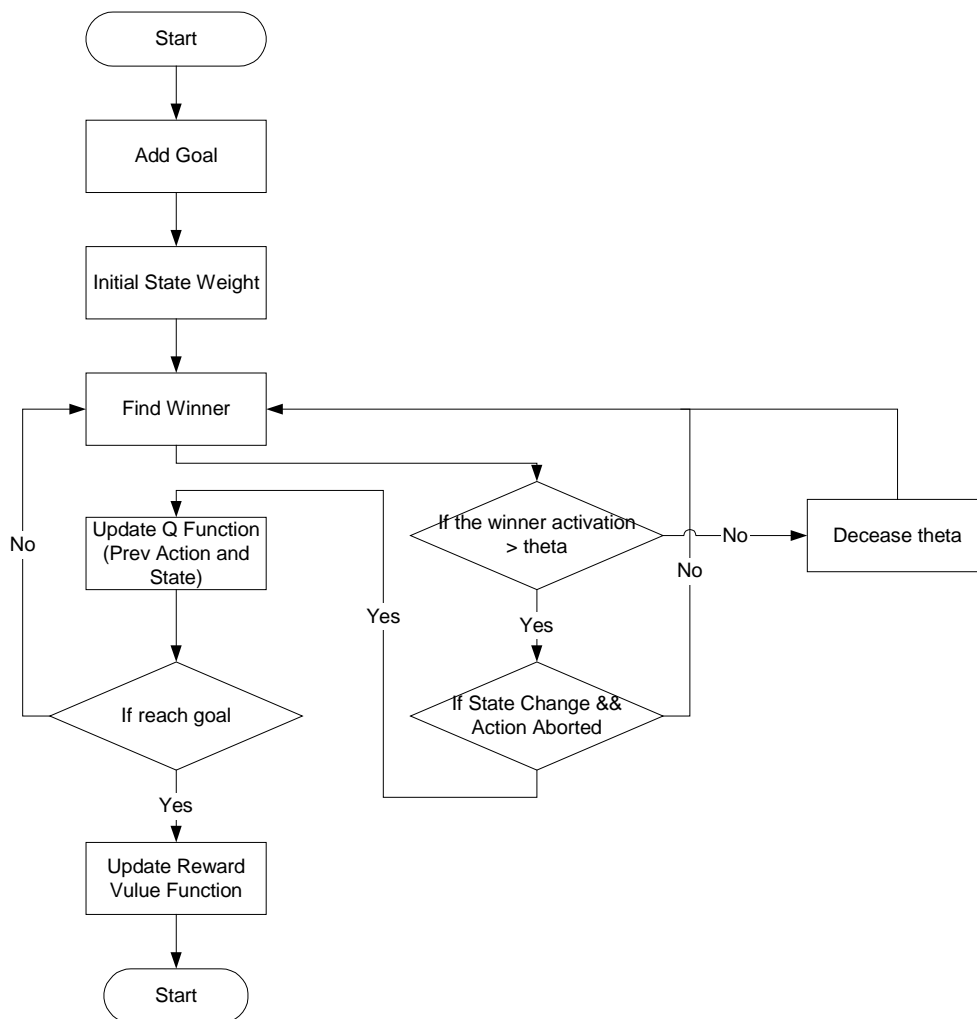 Start
Add Goal
Initial State Weight
Find Winner
If the winner activation
> theta
No
Decease theta
Update Q Function
(Prev Action and
State)
No
No
Yes
Yes
If State Change &&
Action Aborted
If reach goal
Yes
Update Reward
Vulue Function
Start